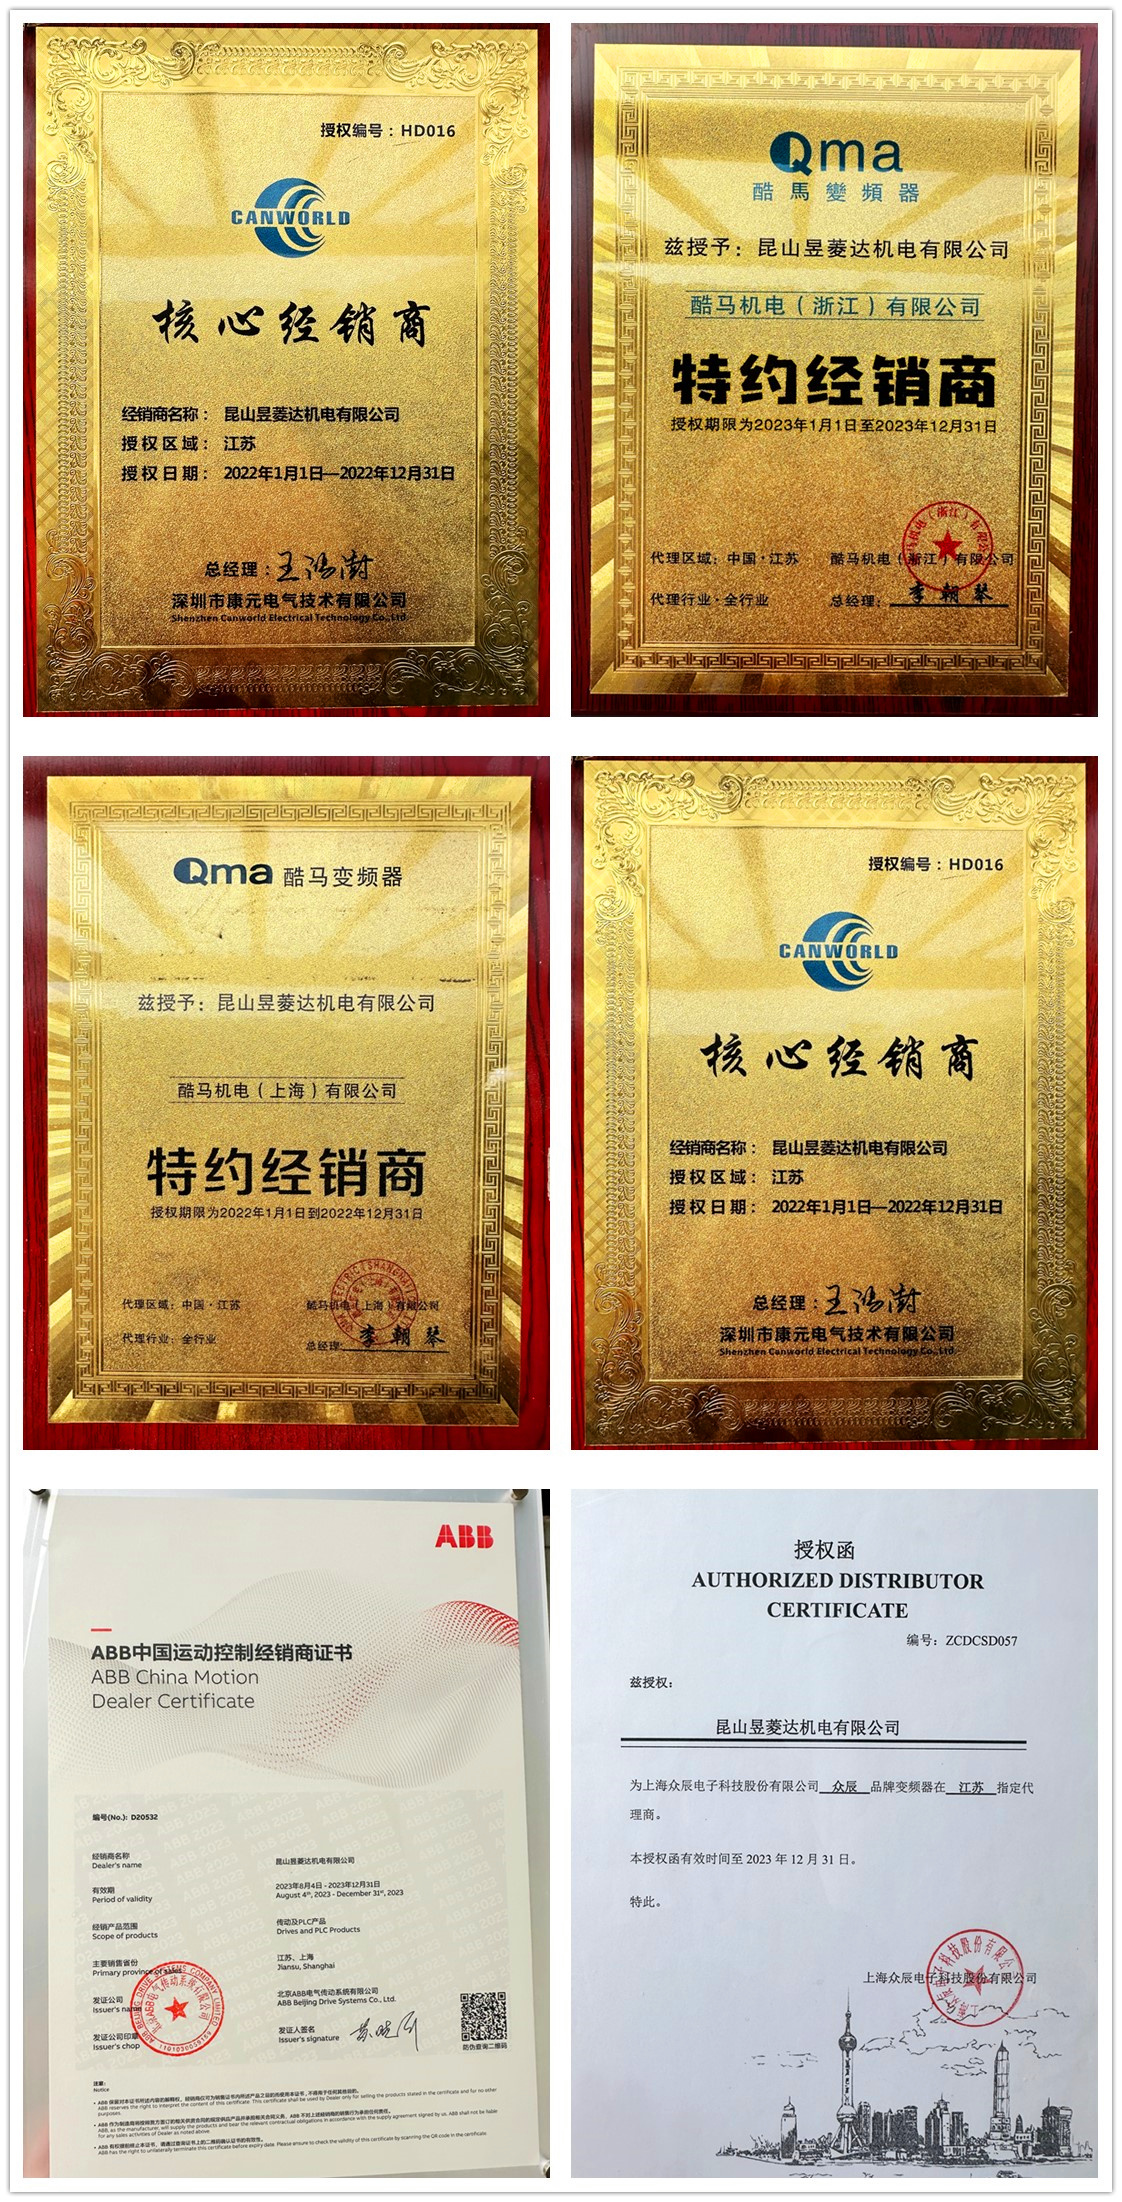 授权编号：HD016
CANWORLD
核心经销商
经销商名称： 昆山昱菱达机电有限公司
授权区域： 江苏
授权日期： 2022年1月1日—2022年12月31日
总经理：王鸿澍
深圳市康元电气技术有限公司
Shenzhen Canworld Electrical Technology Co.,Ltd.
Qma
酷馬變頻器
兹授予：昆山昱菱达机电有限公司
酷马机电（浙江）有限公司
特约经销商
授权期限为2023年1月1日至2023年12月31日
代理区域：中国·江苏 酷马机电（浙江）有限公司
代理行业·全行业 总经理：李朝琴
Qma 酷马变频器
兹授予：昆山昱菱达机电有限公司
酷马机电（上海）有限公司
特约经销商
授权期限为2022年1月1日到2022年12月31日
代理区域：中国·江苏 酷马机电（上海）有限公司
代理行业：全行业 总经理：李朝琴
授权编号：HD016
CANWORLD
核心经销商
经销商名称： 昆山昱菱达机电有限公司
授权区域： 江苏
授权日期： 2022年1月1日—2022年12月31日
总经理：王鸿澍
深圳市康元电气技术有限公司
Shenzhen Canworld Electrical Technology Co.,Ltd.
ABB
ABB中国运动控制经销商证书
ABB China Motion
Dealer Certificate
编号(No.): D20532
经销商名称
Dealer's name
昆山昱菱达机电有限公司
有效期
Period of validity
2023年8月4日 - 2023年12月31日
August 4th, 2023 - December 31st, 2023
经销产品范围
Scope of products
传动及PLC产品
Drives and PLC Products
主要销售省份
Primary province of sales
江苏、上海
Jiansu, Shanghai
发证公司
Issuer's name
北京ABB电气传动系统有限公司
ABB Beijing Drive Systems Co., Ltd.
发证公司印章
Issuer's chop
发证人签名
Issuer's signature
防伪查询二维码
注意:
Notice
授权函
AUTHORIZED DISTRIBUTOR
CERTIFICATE
编号：ZCDCSD057
兹授权：
昆山昱菱达机电有限公司
为上海众辰电子科技股份有限公司 众辰 品牌变频器在 江苏 指定代
理商。
本授权函有效时间至 2023 年 12 月 31 日。
特此。
上海众辰电子科技股份有限公司